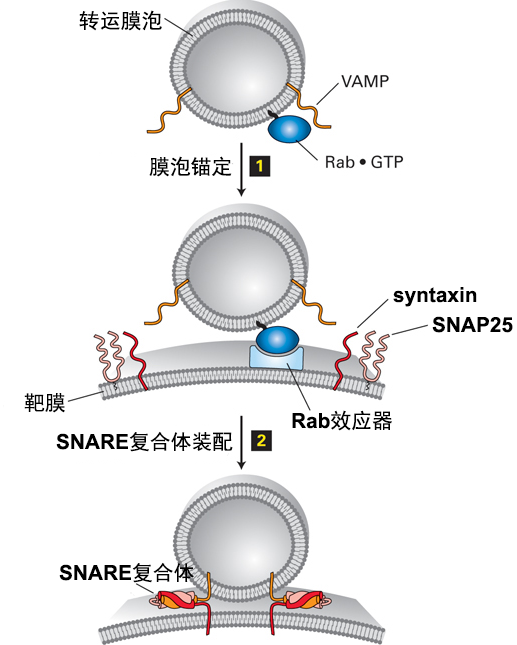 转运膜泡
VAMP
Rab • GTP
膜泡锚定 1
syntaxin
SNAP25
靶膜
Rab效应器
SNARE复合体装配 2
SNARE复合体